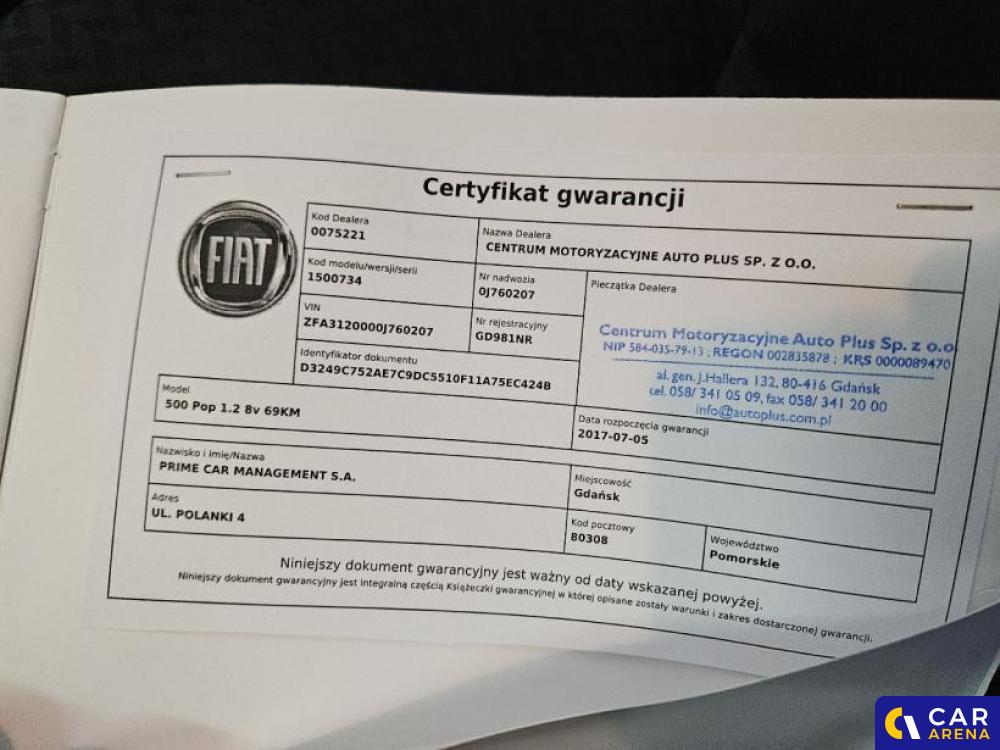 Certyfikat gwarancji
FIAT
Kod Dealera
0075221
Nazwa Dealera
CENTRUM MOTORYZACYJNE AUTO PLUS SP. Z O.O.
Kod modelu/wersji/serii
1500734
Nr nadwozia
0J760207
Pieczątka Dealera
VIN
ZFA3120000J760207
Nr rejestracyjny
GD981NR
Centrum Motoryzacyjne Auto Plus Sp. z o.o.
NIP 584-035-79-13 ; REGON 002835878 ; KRS 0000089470
al. gen. J.Hallera 132, 80-416 Gdańsk
tel. 058/ 341 05 09, fax 058/ 341 20 00
info@autoplus.com.pl
Identyfikator dokumentu
D3249C752AE7C9DC5510F11A75EC424B
Model
500 Pop 1.2 8v 69KM
Data rozpoczęcia gwarancji
2017-07-05
Nazwisko i imię/Nazwa
PRIME CAR MANAGEMENT S.A.
Miejscowość
Gdańsk
Adres
UL. POLANKI 4
Kod pocztowy
80308
Województwo
Pomorskie
Niniejszy dokument gwarancyjny jest ważny od daty wskazanej powyżej.
Niniejszy dokument gwarancyjny jest integralną częścią Książeczki gwarancyjnej w której opisane zostały warunki i zakres dostarczonej gwarancji.
CAR
ARENA